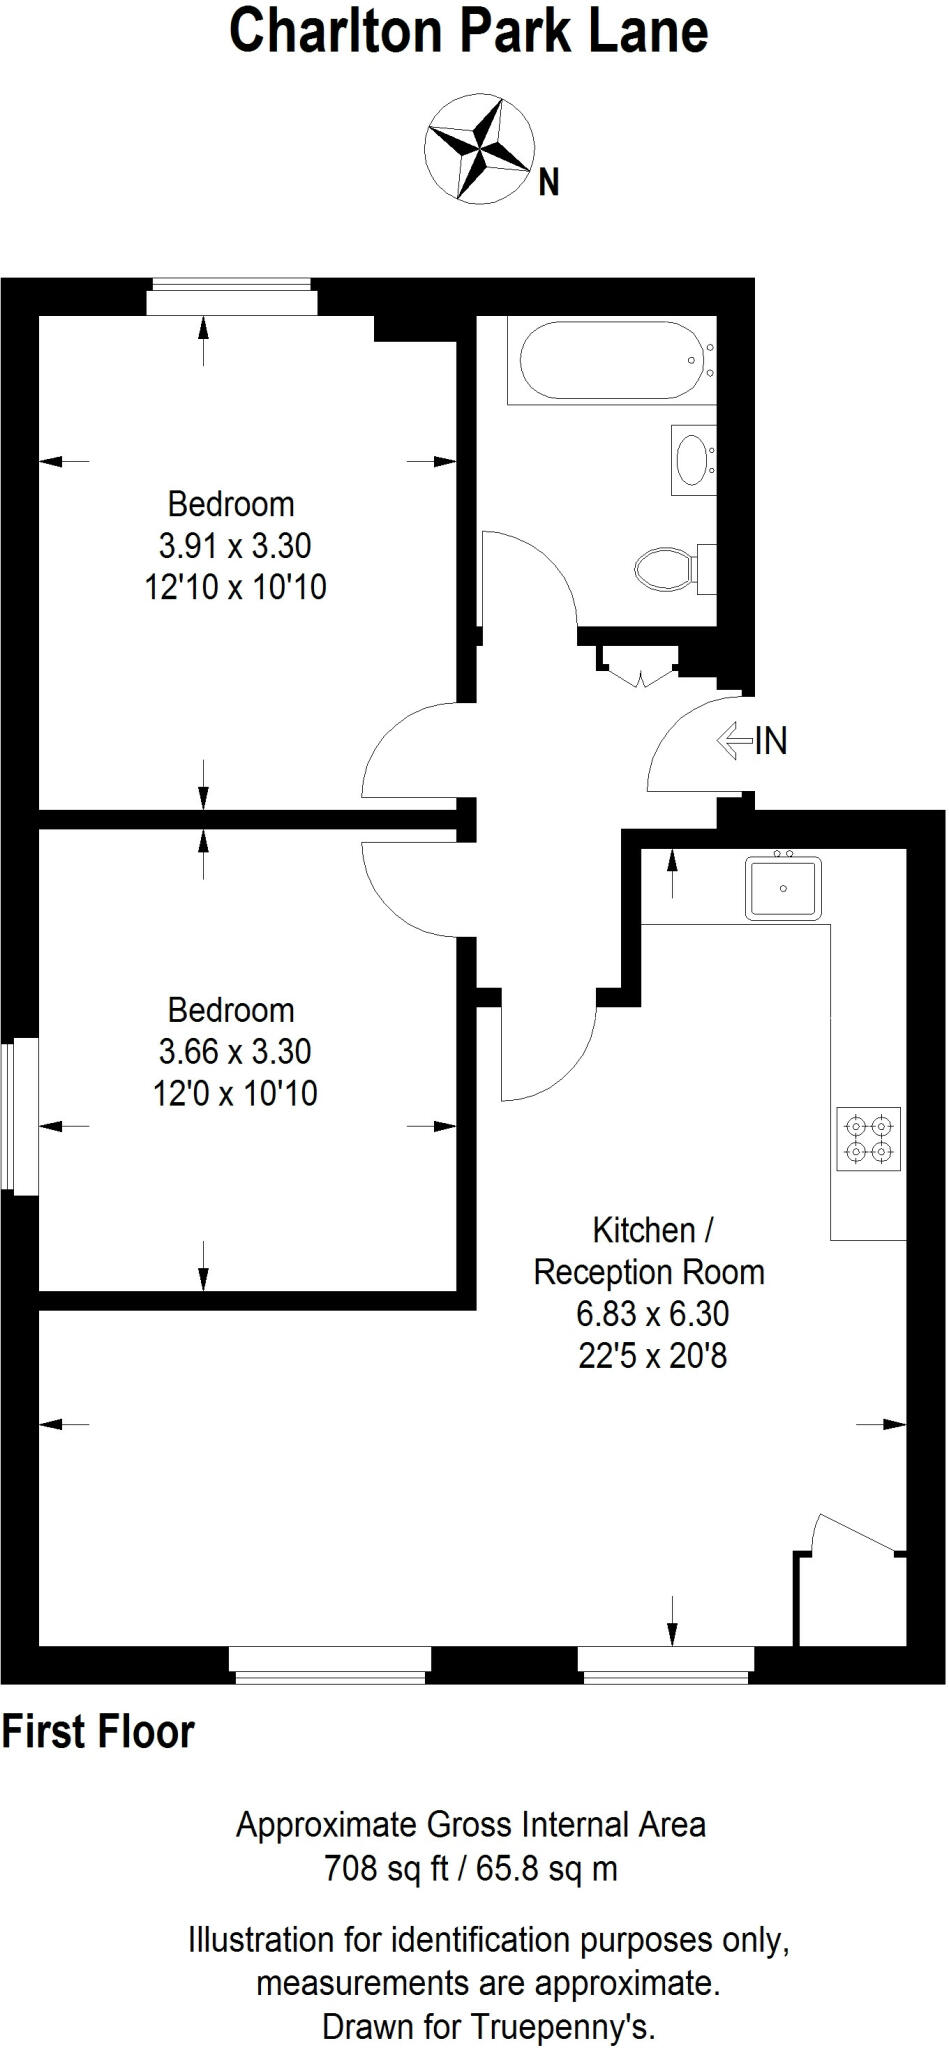 Charlton Park Lane
N
Bedroom
3.91 x 3.30
12'10 x 10'10
IN
Bedroom
3.66 x 3.30
12'0 x 10'10
Kitchen /
Reception Room
6.83 x 6.30
22'5 x 20'8
First Floor
Approximate Gross Internal Area
708 sq ft / 65.8 sq m
Illustration for identification purposes only,
measurements are approximate.
Drawn for Truepenny's.